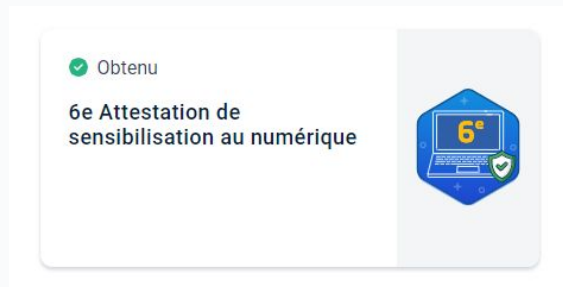 Obtenu
6e Attestation de
sensibilisation au numérique
6e